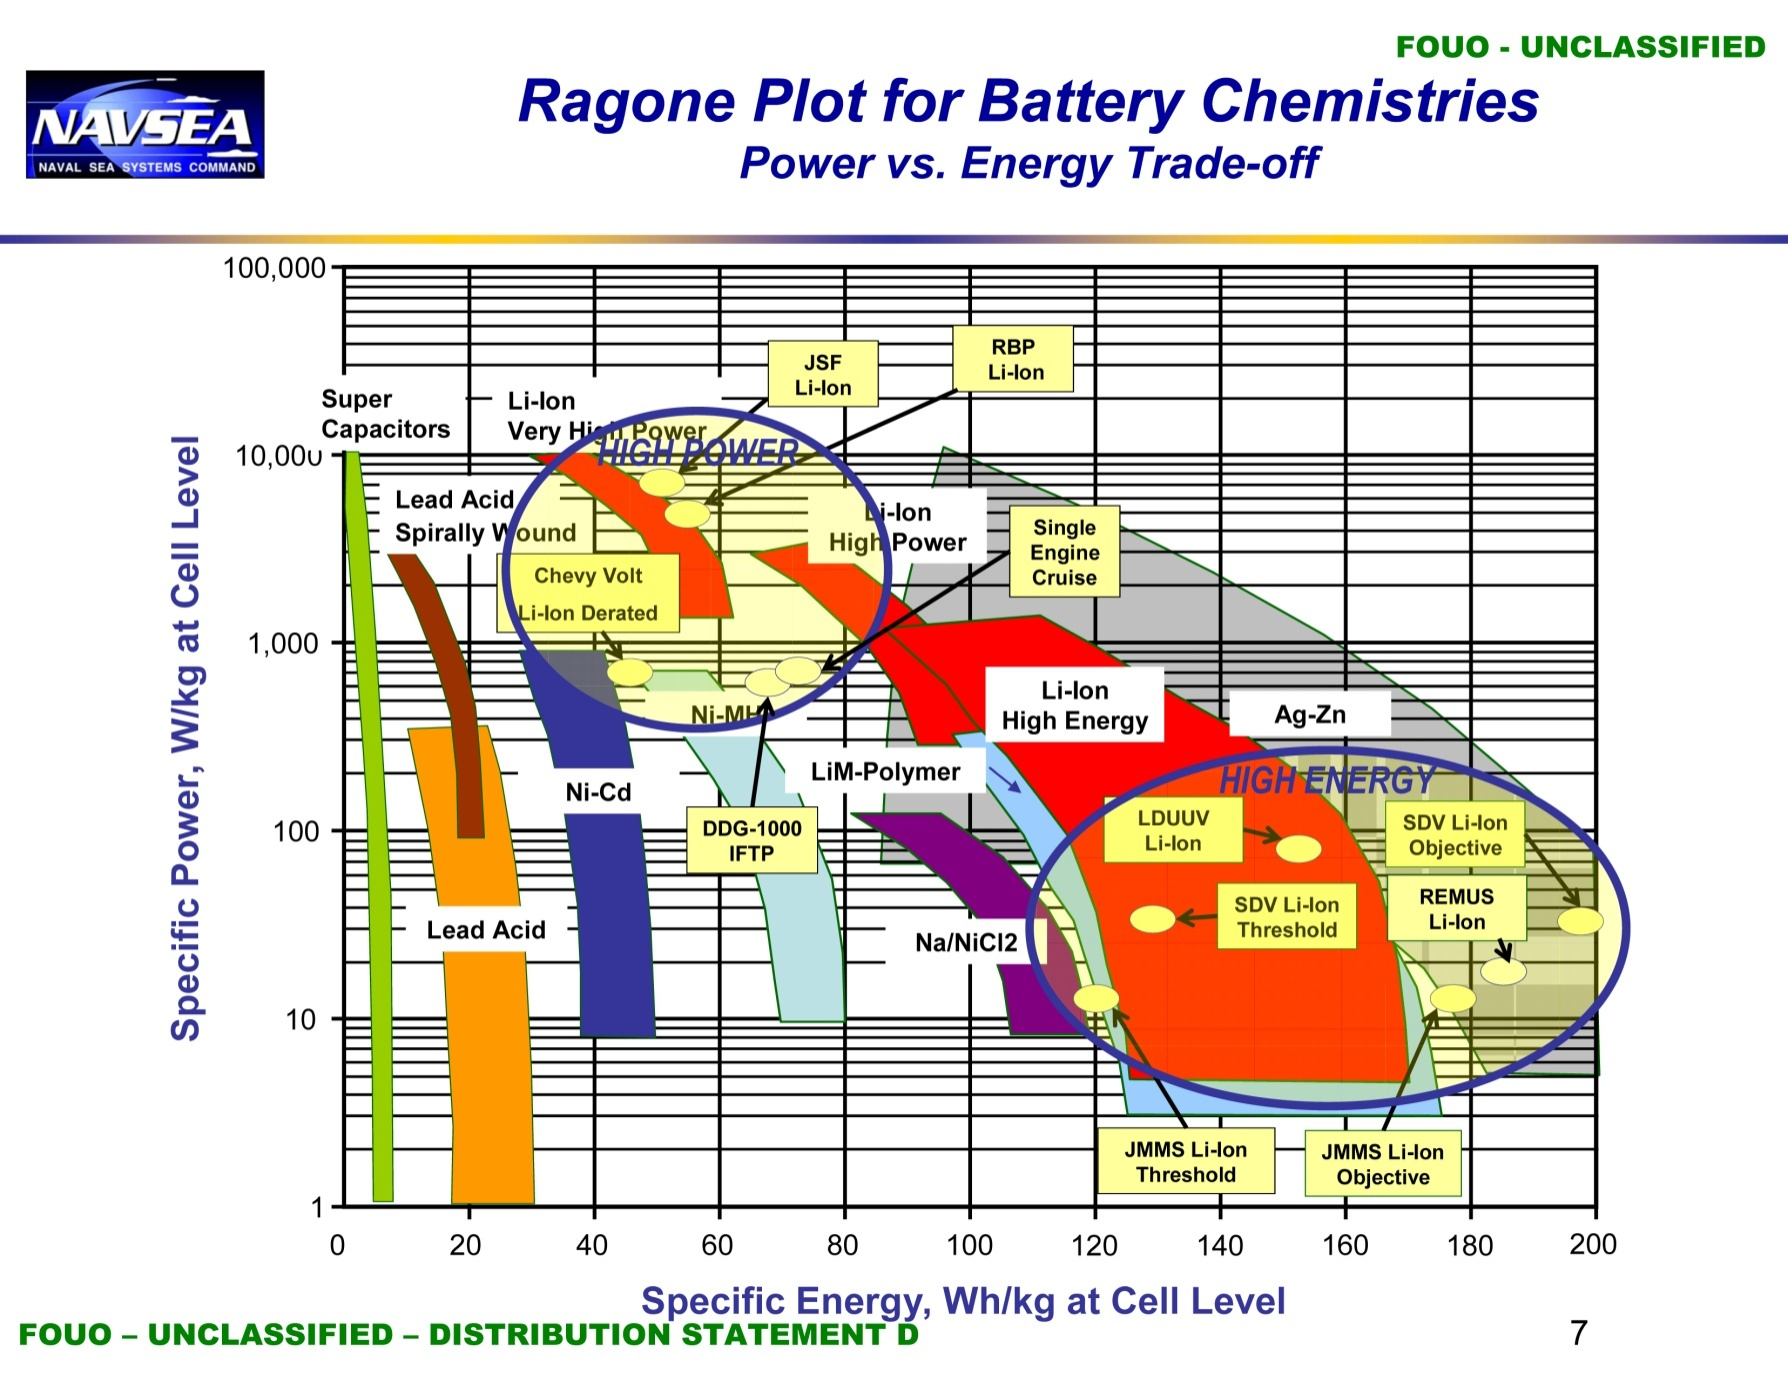 FOUO - UNCLASSIFIED
NAVSEA
NAVAL SEA SYSTEMS COMMAND
Ragone Plot for Battery Chemistries
Power vs. Energy Trade-off
Specific Power, W/kg at Cell Level
100,000
10,000
1,000
100
10
1
Super
Capacitors
Li-Ion
Very High Power
HIGH POWER
JSF
Li-Ion
RBP
Li-Ion
Lead Acid
Spirally Wound
Li-Ion
High Power
Single
Engine
Cruise
Chevy Volt
Li-Ion Derated
Ni-MH
Li-Ion
High Energy
Ag-Zn
Ni-Cd
LiM-Polymer
HIGH ENERGY
DDG-1000
IFTP
LDUUV
Li-Ion
SDV Li-Ion
Objective
Lead Acid
Na/NiCl2
SDV Li-Ion
Threshold
REMUS
Li-Ion
JMMS Li-Ion
Threshold
JMMS Li-Ion
Objective
0 20 40 60 80 100 120 140 160 180 200
Specific Energy, Wh/kg at Cell Level
FOUO – UNCLASSIFIED – DISTRIBUTION STATEMENT D
7